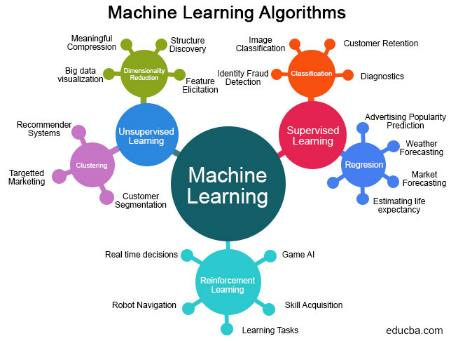 Machine Learning Algorithms
Meaningful
Compression
Structure
Discovery
Big data
visualization
Dimensionality
Reduction
Feature
Elicitation
Image
Classification
Customer Retention
Identity Fraud
Detection
Classification
Diagnostics
Unsupervised
Learning
Supervised
Learning
Recommender
Systems
Clustering
Targetted
Marketing
Customer
Segmentation
Machine
Learning
Advertising Popularity
Prediction
Weather
Forecasting
Regresion
Market
Forecasting
Estimating life
expectancy
Real time decisions
Game AI
Reinforcement
Learning
Robot Navigation
Skill Acquisition
Learning Tasks
educba.com